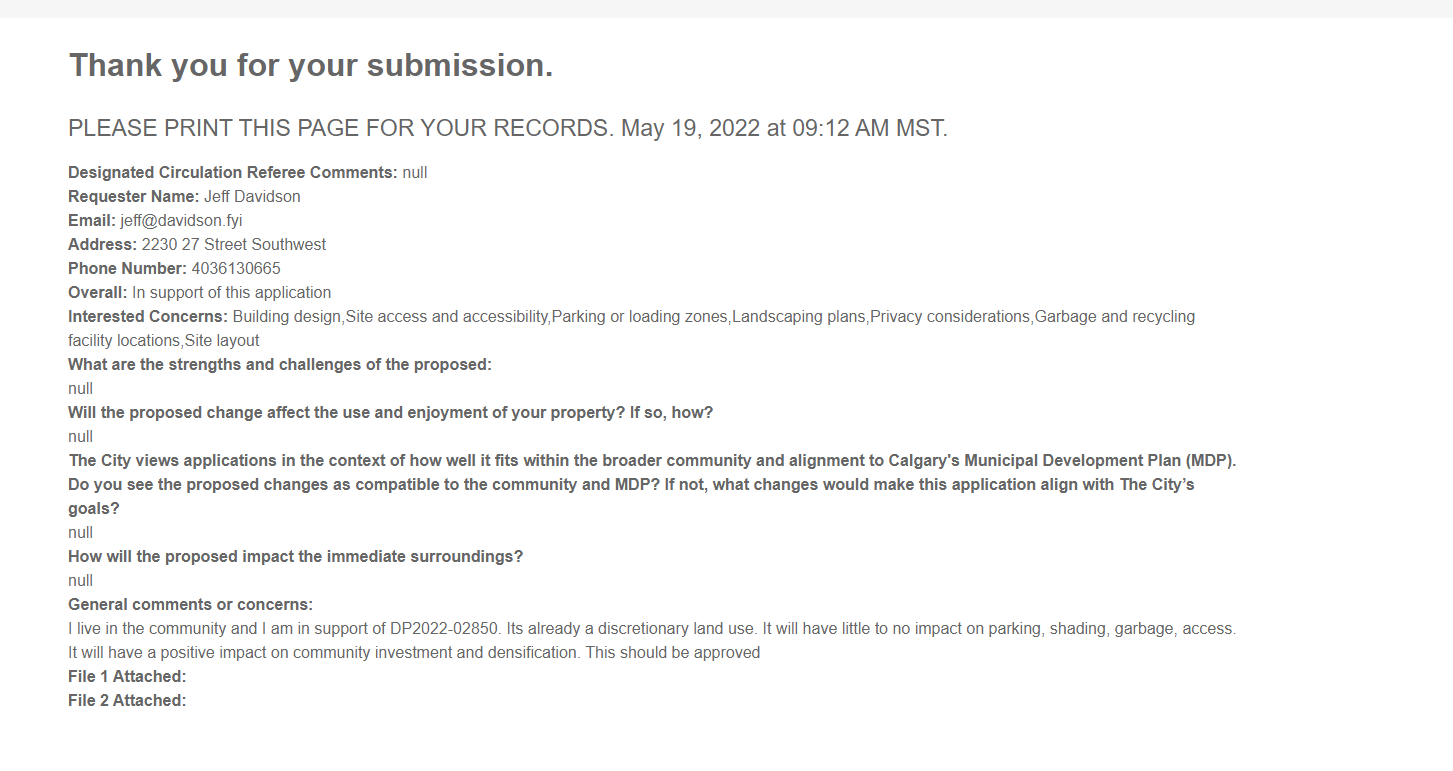 Thank you for your submission.
PLEASE PRINT THIS PAGE FOR YOUR RECORDS. May 19, 2022 at 09:12 AM MST.
Designated Circulation Referee Comments: null
Requester Name: Jeff Davidson
Email: jeff@davidson.fyi
Address: 2230 27 Street Southwest
Phone Number: 4036130665
Overall: In support of this application
Interested Concerns: Building design,Site access and accessibility,Parking or loading zones,Landscaping plans,Privacy considerations,Garbage and recycling
facility locations,Site layout
What are the strengths and challenges of the proposed:
null
Will the proposed change affect the use and enjoyment of your property? If so, how?
null
The City views applications in the context of how well it fits within the broader community and alignment to Calgary's Municipal Development Plan (MDP).
Do you see the proposed changes as compatible to the community and MDP? If not, what changes would make this application align with The City’s
goals?
null
How will the proposed impact the immediate surroundings?
null
General comments or concerns:
I live in the community and I am in support of DP2022-02850. Its already a discretionary land use. It will have little to no impact on parking, shading, garbage, access.
It will have a positive impact on community investment and densification. This should be approved
File 1 Attached:
File 2 Attached: